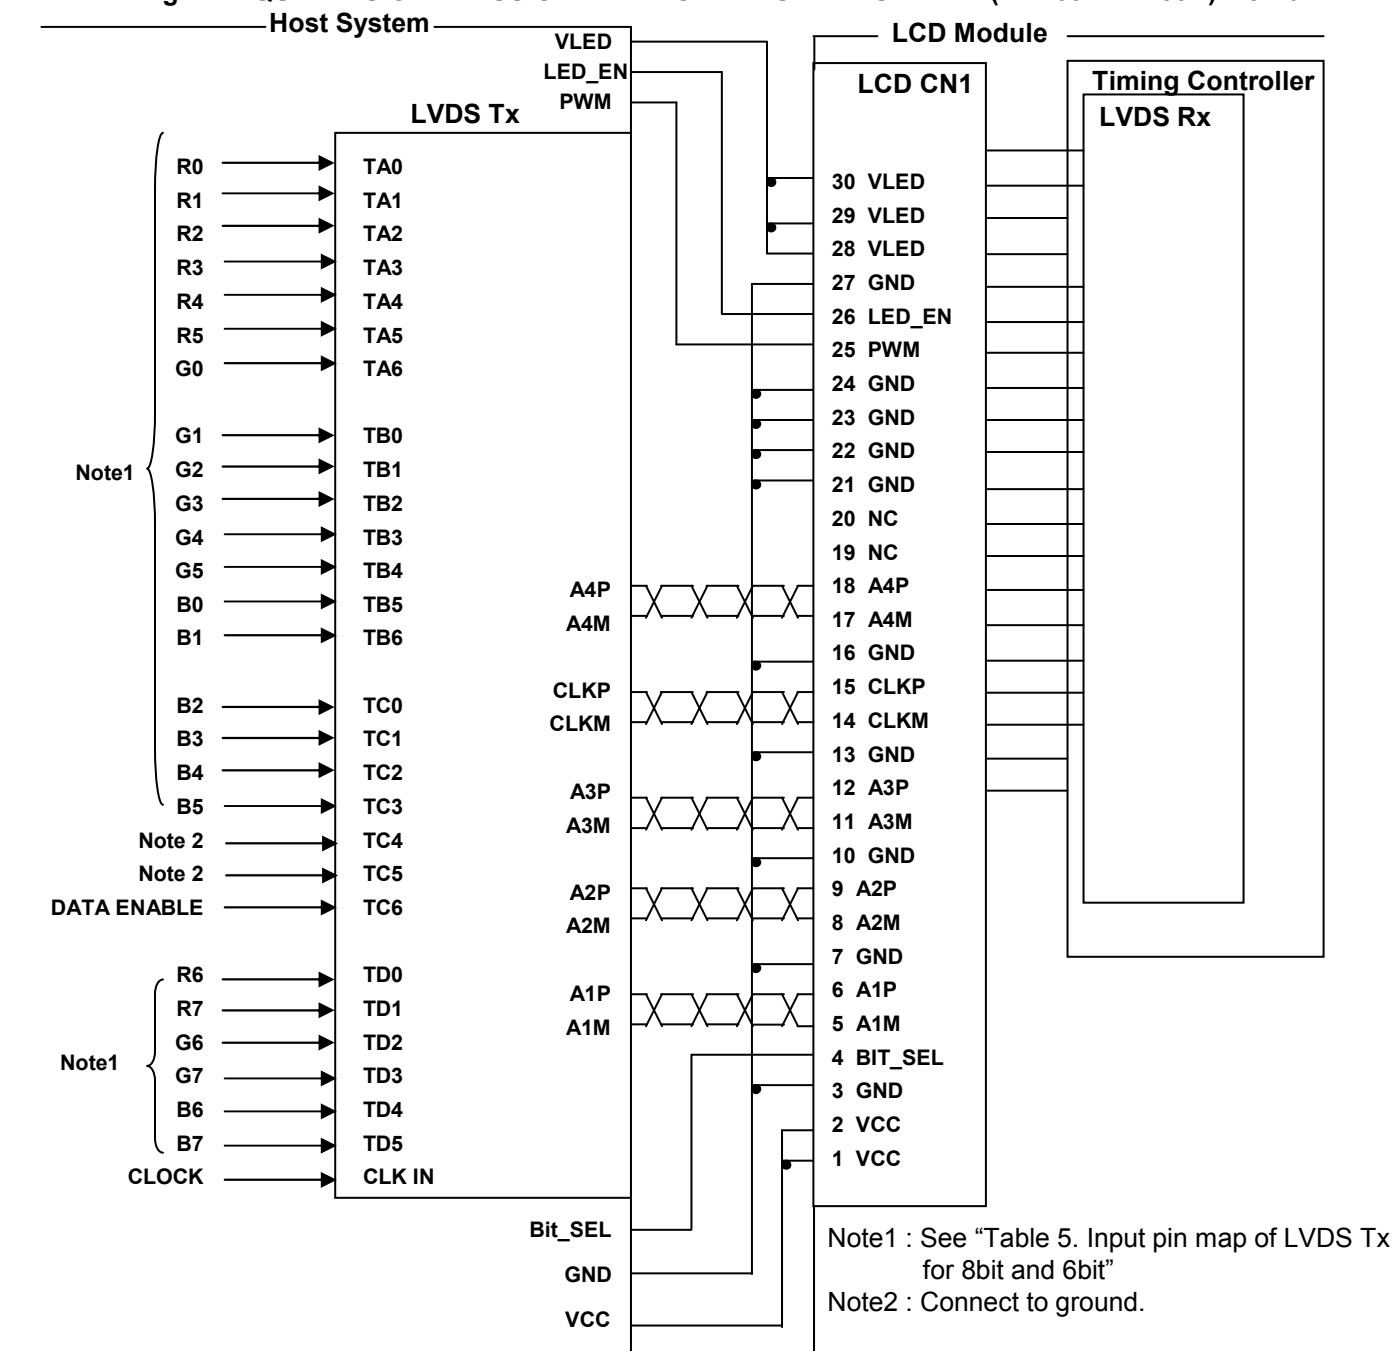 Host System
LCD Module
VLED
LED_EN
PWM
LVDS Tx
LCD CN1
Timing Controller
LVDS Rx
R0 TA0
R1 TA1
R2 TA2
R3 TA3
R4 TA4
R5 TA5
G0 TA6
G1 TB0
G2 TB1
G3 TB2
G4 TB3
G5 TB4
B0 TB5
B1 TB6
Note1
B2 TC0
B3 TC1
B4 TC2
B5 TC3
Note 2 TC4
Note 2 TC5
DATA ENABLE TC6
R6 TD0
R7 TD1
G6 TD2
G7 TD3
B6 TD4
B7 TD5
Note1
CLOCK CLK IN
A4P
A4M
CLKP
CLKM
A3P
A3M
A2P
A2M
A1P
A1M
Bit_SEL
GND
VCC
30 VLED
29 VLED
28 VLED
27 GND
26 LED_EN
25 PWM
24 GND
23 GND
22 GND
21 GND
20 NC
19 NC
18 A4P
17 A4M
16 GND
15 CLKP
14 CLKM
13 GND
12 A3P
11 A3M
10 GND
9 A2P
8 A2M
7 GND
6 A1P
5 A1M
4 BIT_SEL
3 GND
2 VCC
1 VCC
Note1 : See “Table 5. Input pin map of LVDS Tx
for 8bit and 6bit”
Note2 : Connect to ground.